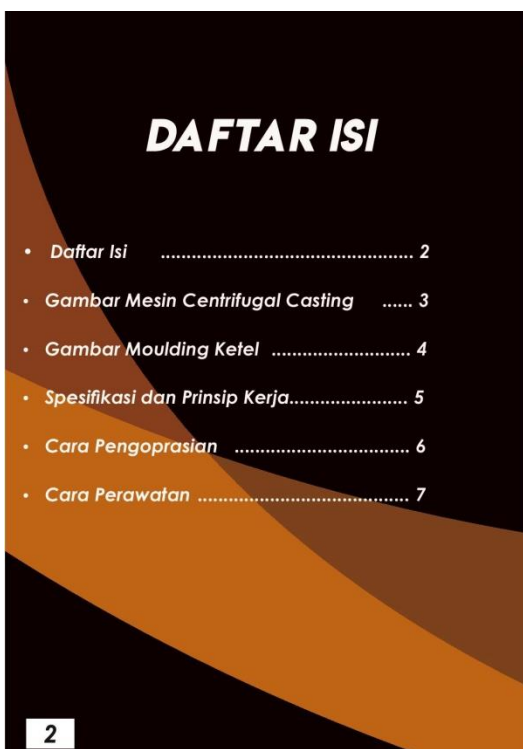 DAFTAR ISI
• Daftar Isi ................................................. 2
• Gambar Mesin Centrifugal Casting ...... 3
• Gambar Moulding Ketel ........................... 4
• Spesifikasi dan Prinsip Kerja....................... 5
• Cara Pengoprasian .................................. 6
• Cara Perawatan ......................................... 7
2